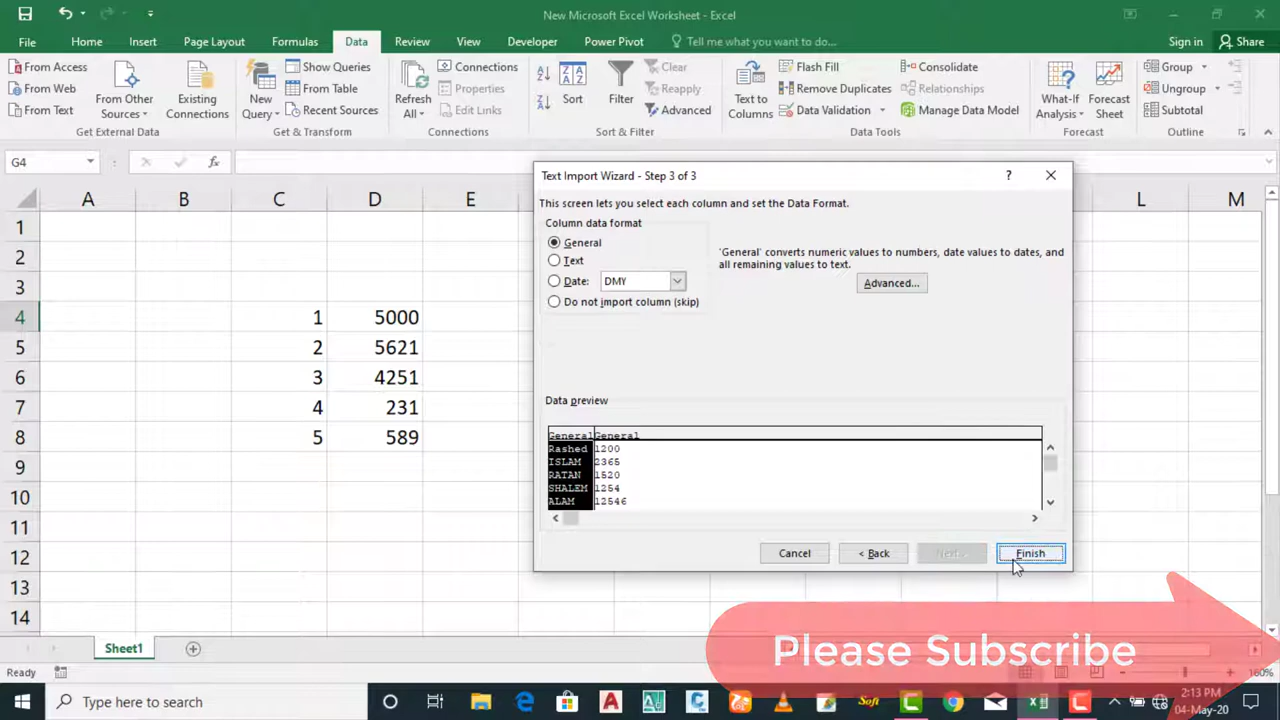 New Microsoft Excel Worksheet - Excel
File Home Insert Page Layout Formulas Data Review View Developer Power Pivot Tell me what you want to do... Sign in Share
From Access
From Web
From Text
From Other Sources
Existing Connections
Get External Data
New Query
Show Queries
From Table
Recent Sources
Get & Transform
Refresh All
Connections
Properties
Edit Links
Connections
Sort
Filter
Clear
Reapply
Advanced
Sort & Filter
Text to Columns
Flash Fill
Remove Duplicates
Data Validation
Consolidate
Relationships
Manage Data Model
Data Tools
What-If Analysis
Forecast Sheet
Forecast
Group
Ungroup
Subtotal
Outline
G4
fx
A B C D E L M
1
2
3
4 1 5000
5 2 5621
6 3 4251
7 4 231
8 5 589
9
10
11
12
13
14
Text Import Wizard - Step 3 of 3
?
This screen lets you select each column and set the Data Format.
Column data format
General
Text
Date: DMY
Do not import column (skip)
'General' converts numeric values to numbers, date values to dates, and
all remaining values to text.
Advanced...
Data preview
General General
Rashed 1200
ISLAM 2365
RATAN 1520
SHALEM 1254
ALAM 12546
Cancel < Back Next Finish
Please Subscribe
Sheet1
Ready
160%
Type here to search
Soft
2:13 PM
04-May-20